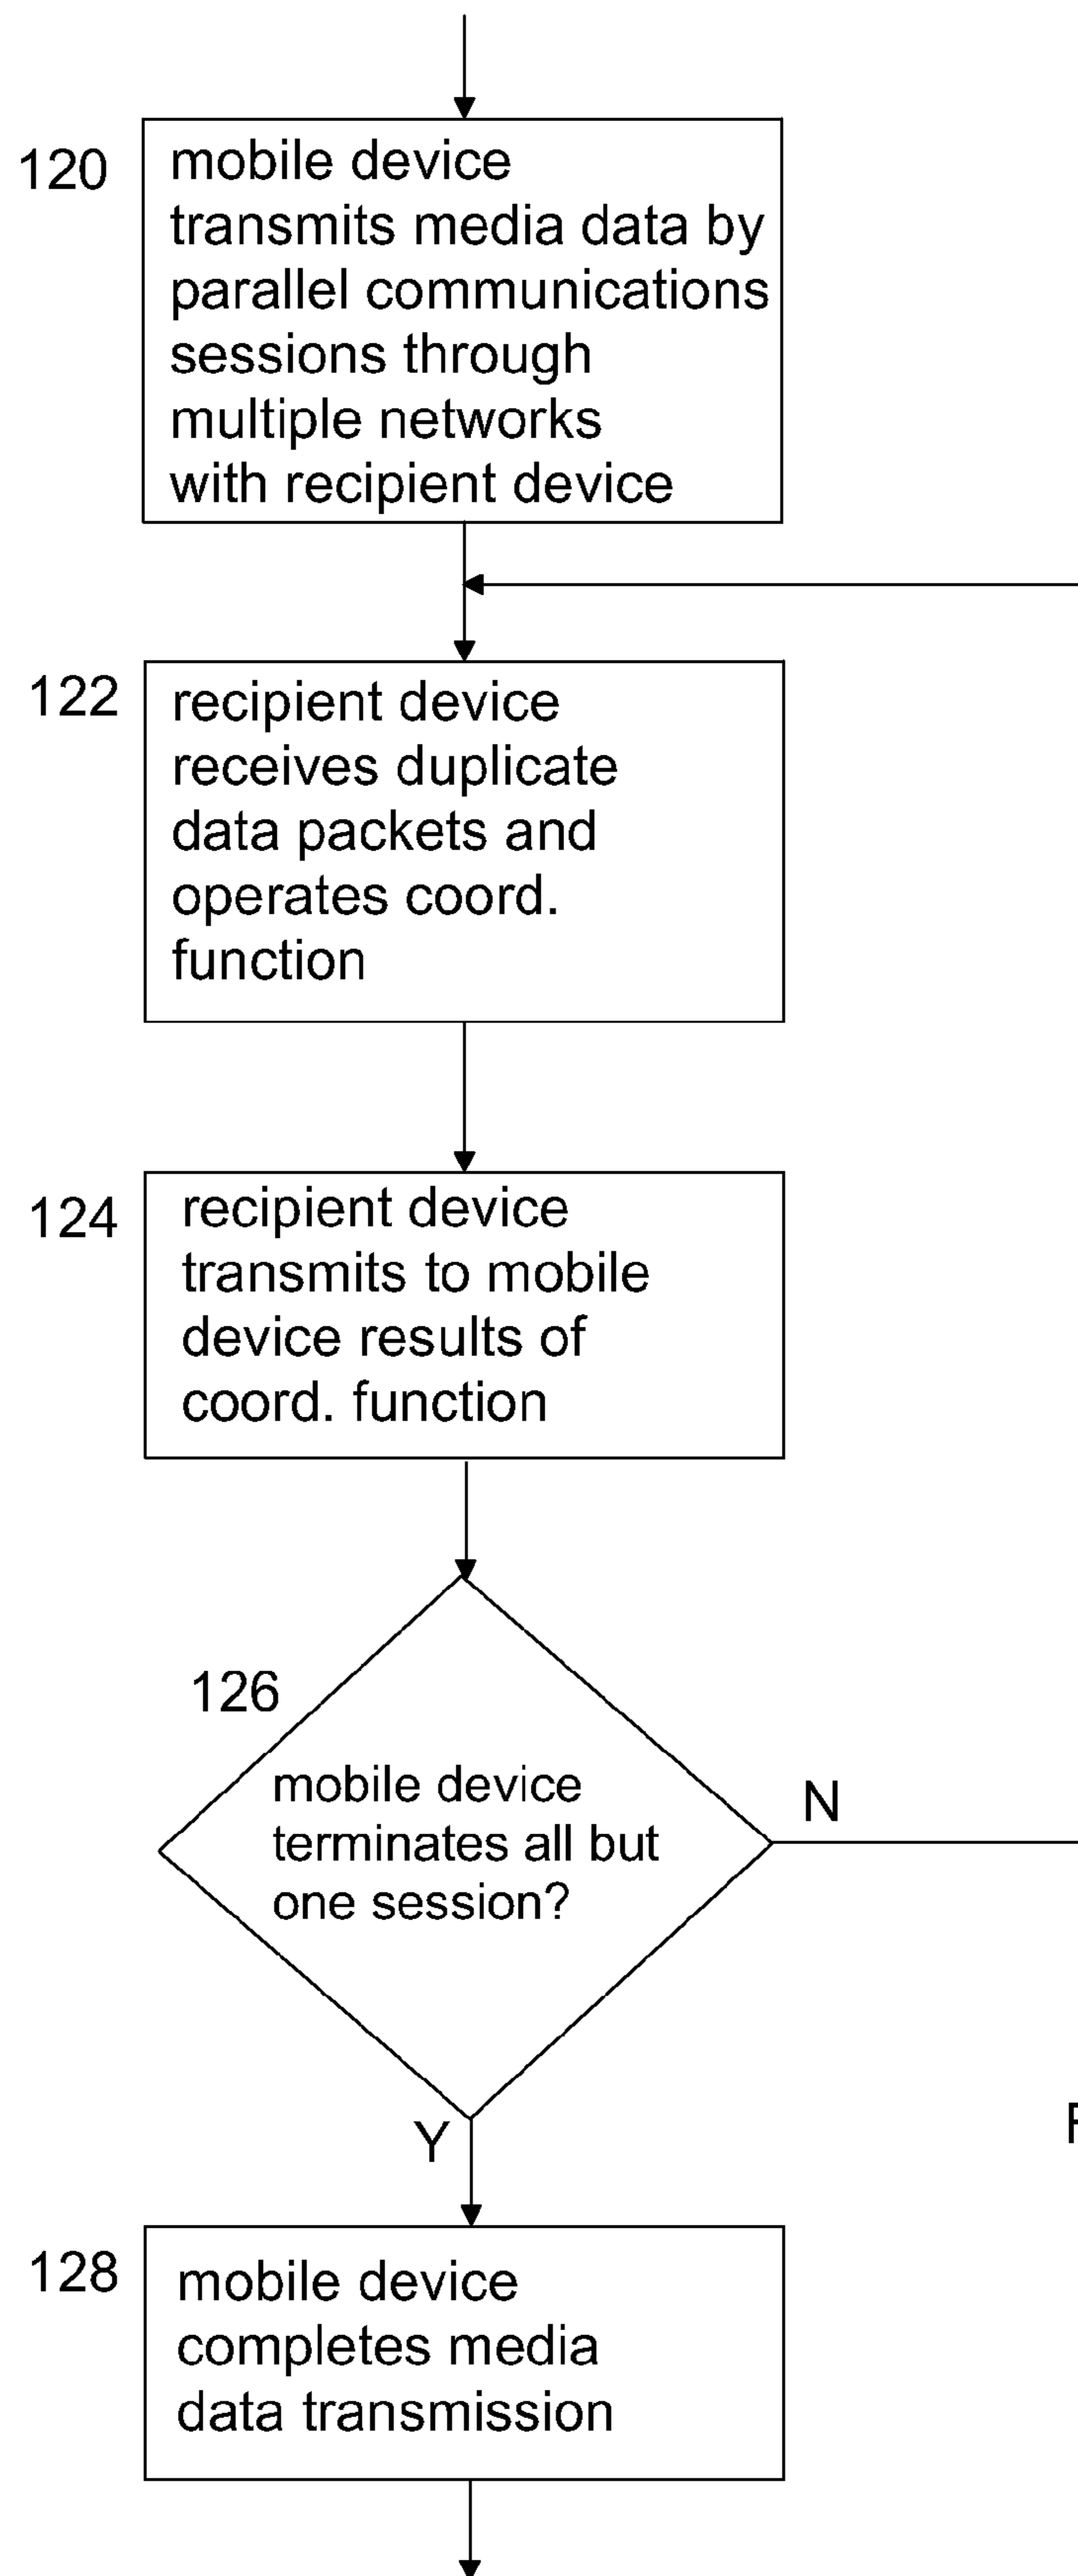 120
mobile device
transmits media data by
parallel communications
sessions through
multiple networks
with recipient device
122
recipient device
receives duplicate
data packets and
operates coord.
function
124
recipient device
transmits to mobile
device results of
coord. function
126
mobile device
terminates all but
one session?
N
Y
128
mobile device
completes media
data transmission